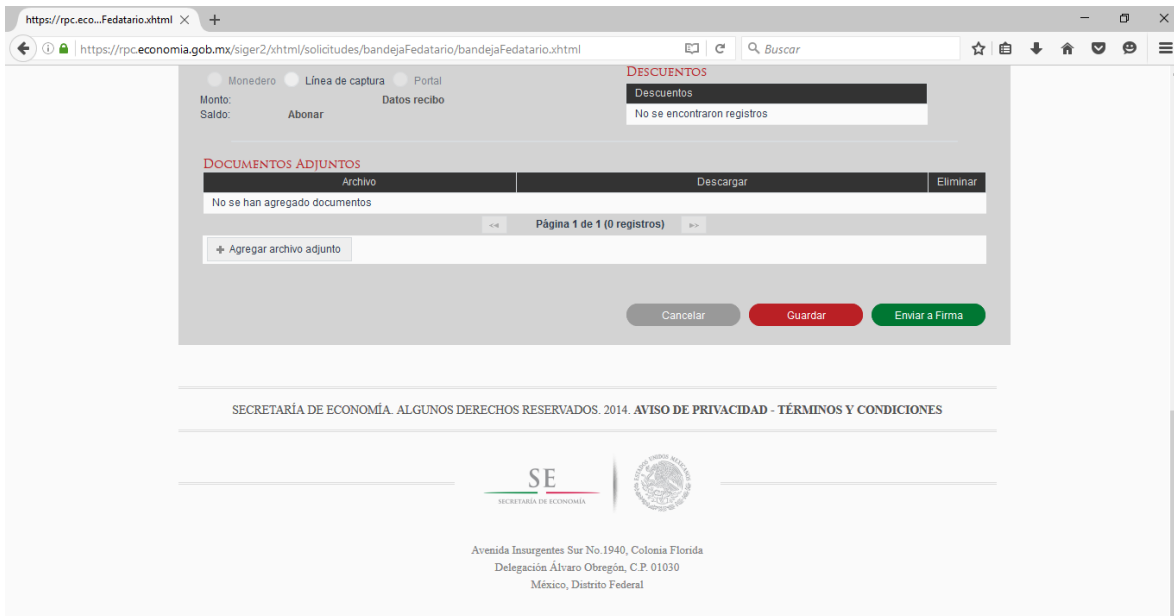 https://rpc.eco...Fedatario.xhtml
https://rpc.economia.gob.mx/siger2/xhtml/solicitudes/bandejaFedatario/bandejaFedatario.xhtml
Buscar
Monedero Línea de captura Portal
Monto: Datos recibo
Saldo: Abonar
DESCUENTOS
Descuentos
No se encontraron registros
DOCUMENTOS ADJUNTOS
Archivo Descargar Eliminar
No se han agregado documentos
Página 1 de 1 (0 registros)
+ Agregar archivo adjunto
Cancelar Guardar Enviar a Firma
SECRETARÍA DE ECONOMÍA. ALGUNOS DERECHOS RESERVADOS. 2014. AVISO DE PRIVACIDAD - TÉRMINOS Y CONDICIONES
SE
SECRETARÍA DE ECONOMÍA
Avenida Insurgentes Sur No.1940, Colonia Florida
Delegación Álvaro Obregón, C.P. 01030
México, Distrito Federal